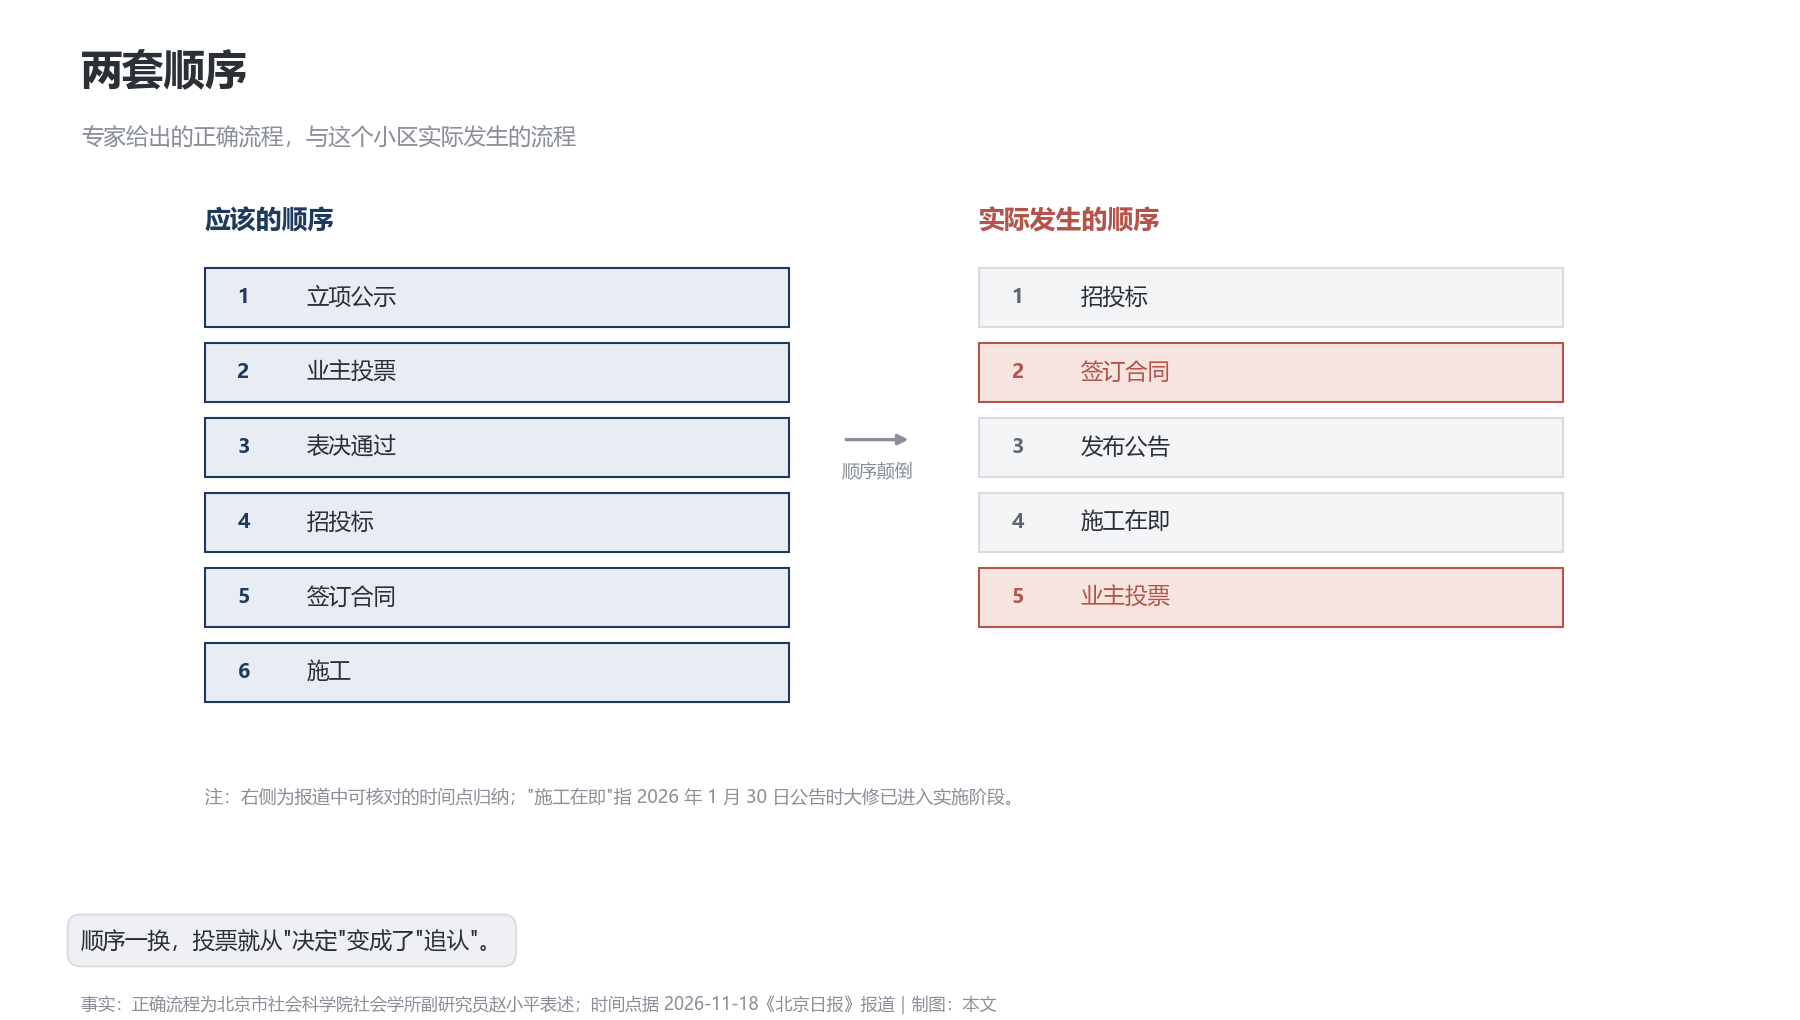 两套顺序
专家给出的正确流程，与这个小区实际发生的流程
应该的顺序
1 立项公示
2 业主投票
3 表决通过
4 招投标
5 签订合同
6 施工
顺序颠倒
实际发生的顺序
1 招投标
2 签订合同
3 发布公告
4 施工在即
5 业主投票
注：右侧为报道中可核对的时间点归纳；"施工在即"指 2026 年 1 月 30 日公告时大修已进入实施阶段。
顺序一换，投票就从"决定"变成了"追认"。
事实：正确流程为北京市社会科学院社会学所副研究员赵小平表述；时间点据 2026-11-18《北京日报》报道 | 制图：本文